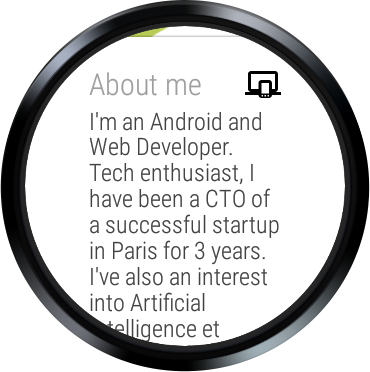 About me
I'm an Android and
Web Developer.
Tech enthusiast, I
have been a CTO of
a successful startup
in Paris for 3 years.
I've also an interest
into Artificial
telligence et